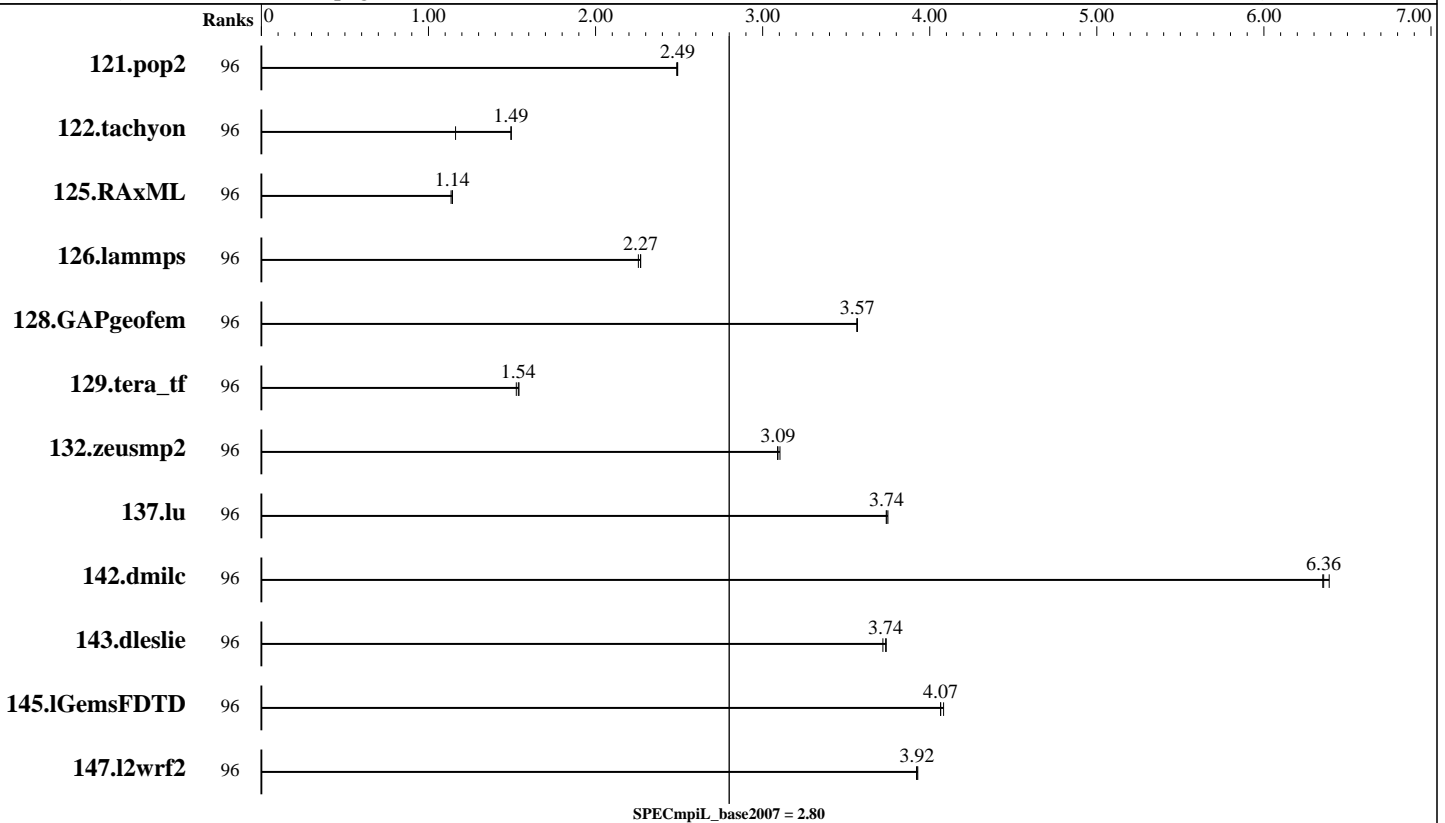 Ranks 0 1.00 2.00 3.00 4.00 5.00 6.00 7.00
121.pop2 96 2.49
122.tachyon 96 1.49
125.RAxML 96 1.14
126.lammps 96 2.27
128.GAPgeofem 96 3.57
129.tera_tf 96 1.54
132.zeusmp2 96 3.09
137.lu 96 3.74
142.dmilc 96 6.36
143.dleslie 96 3.74
145.lGemsFDTD 96 4.07
147.l2wrf2 96 3.92
SPECmpiL_base2007 = 2.80